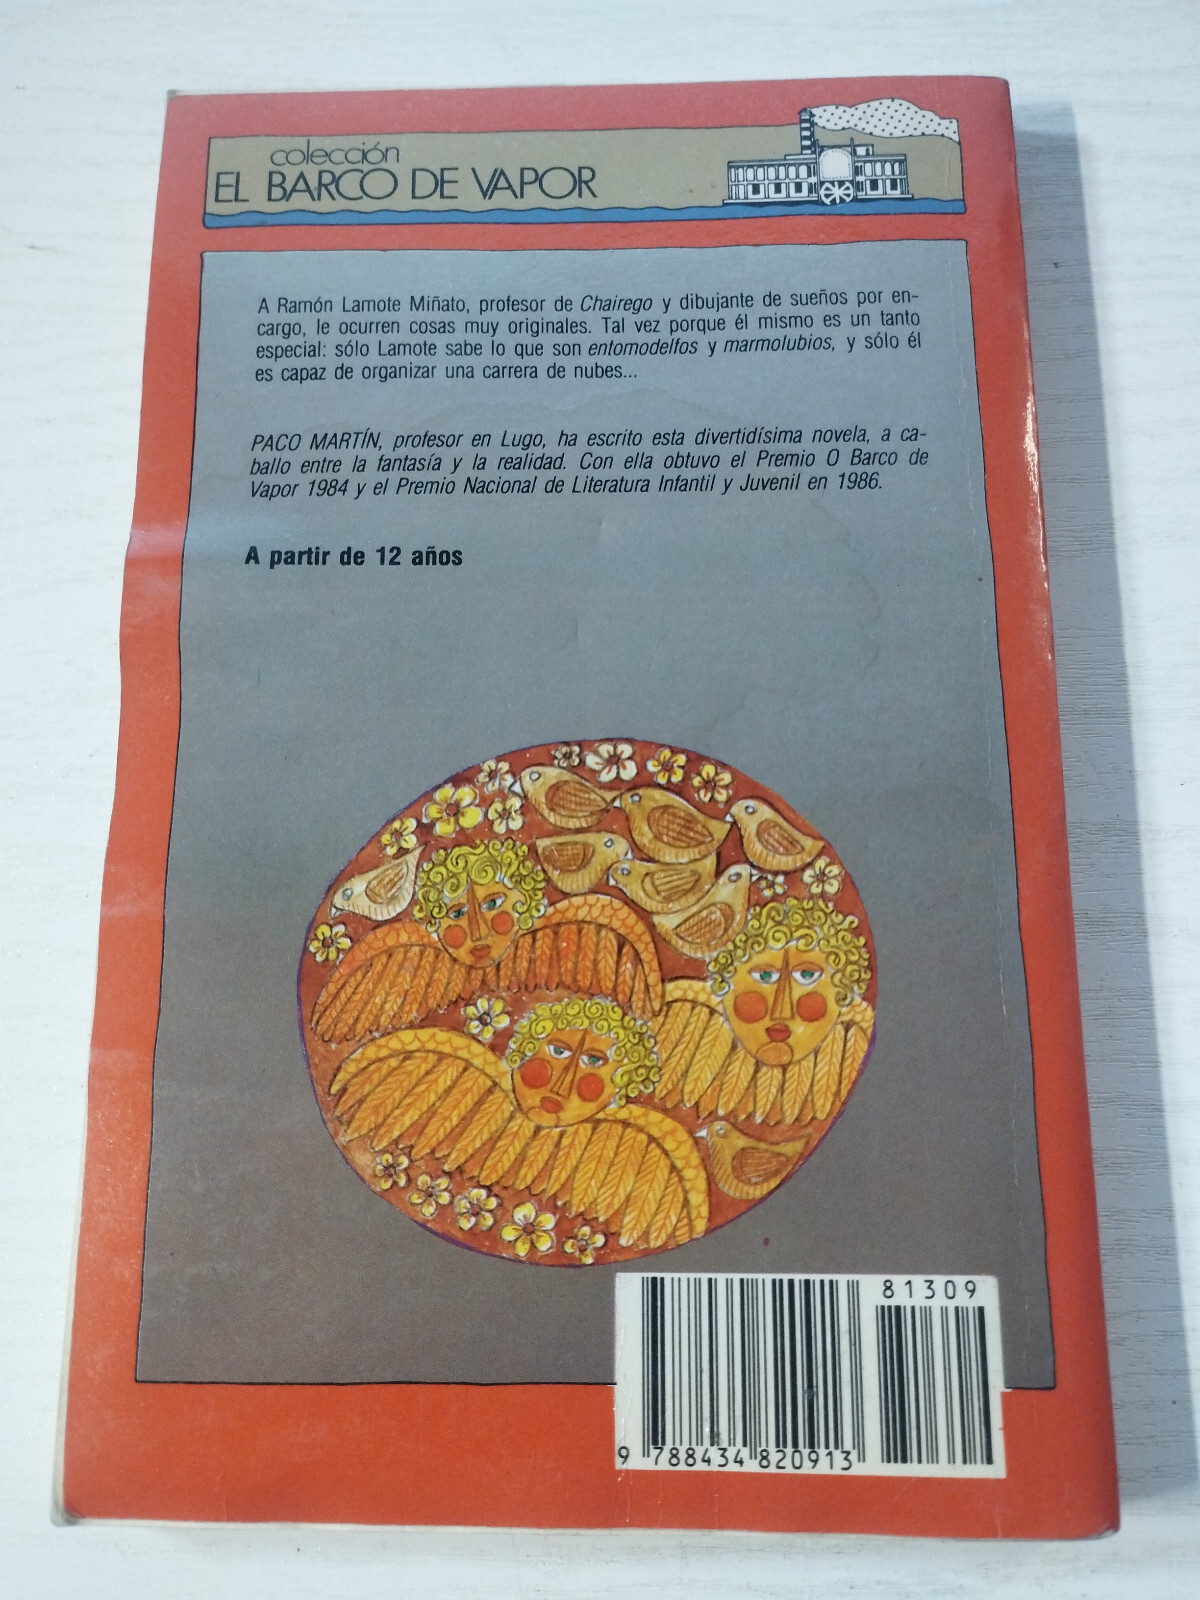 colección
EL BARCO DE VAPOR
A Ramón Lamote Miñato, profesor de Chairego y dibujante de sueños por en-
cargo, le ocurren cosas muy originales. Tal vez porque él mismo es un tanto
especial: sólo Lamote sabe lo que son entomodelfos y marmolubios, y sólo él
es capaz de organizar una carrera de nubes...
PACO MARTÍN, profesor en Lugo, ha escrito esta divertidísima novela, a ca-
ballo entre la fantasía y la realidad. Con ella obtuvo el Premio O Barco de
Vapor 1984 y el Premio Nacional de Literatura Infantil y Juvenil en 1986.
A partir de 12 años
81309
9 788434 820913